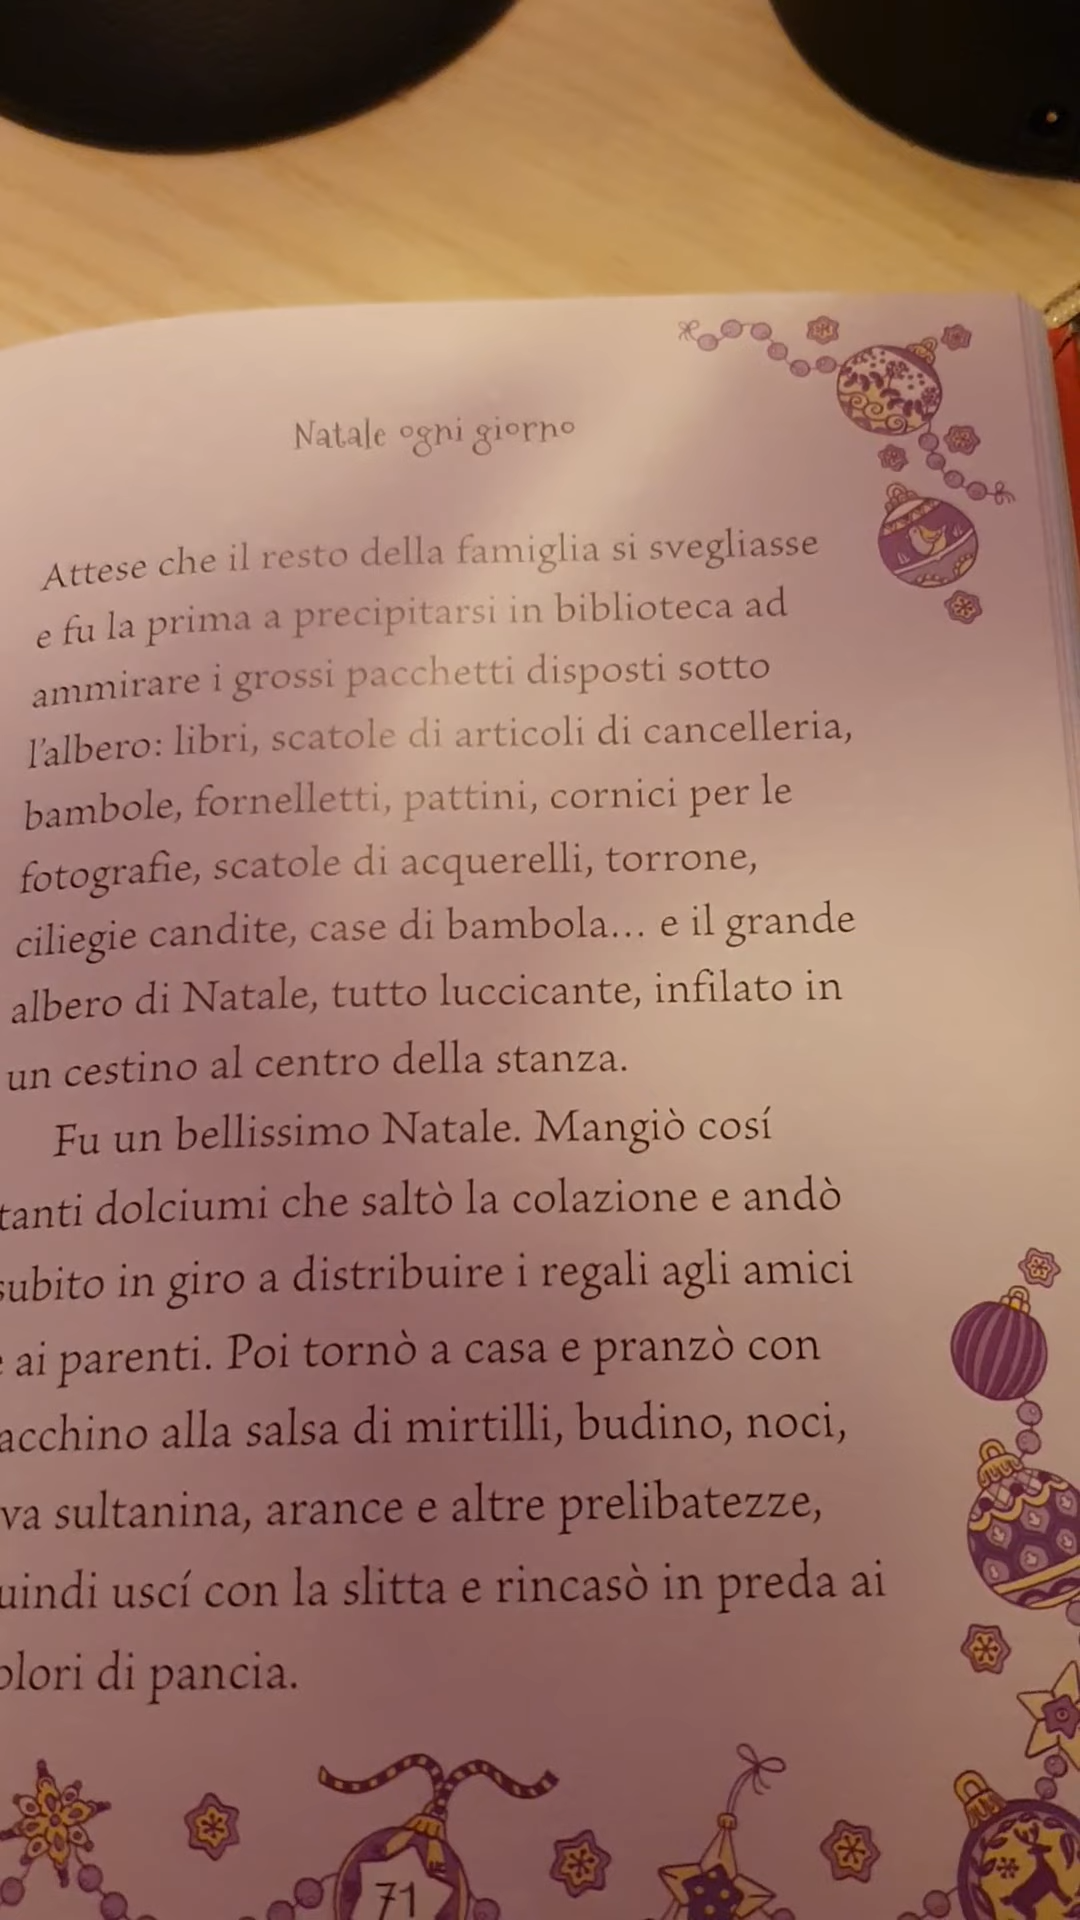 Natale ogni giorno
Attese che il resto della famiglia si svegliasse
e fu la prima a precipitarsi in biblioteca ad
ammirare i grossi pacchetti disposti sotto
l'albero: libri, scatole di articoli di cancelleria,
bambole, fornelletti, pattini, cornici per le
fotografie, scatole di acquerelli, torrone,
ciliegie candite, case di bambola... e il grande
albero di Natale, tutto luccicante, infilato in
un cestino al centro della stanza.
Fu un bellissimo Natale. Mangiò cosí
tanti dolciumi che saltò la colazione e andò
subito in giro a distribuire i regali agli amici
ai parenti. Poi tornò a casa e pranzò con
acchino alla salsa di mirtilli, budino, noci,
va sultanina, arance e altre prelibatezze,
uindi uscí con la slitta e rincasò in preda ai
olori di pancia.
71